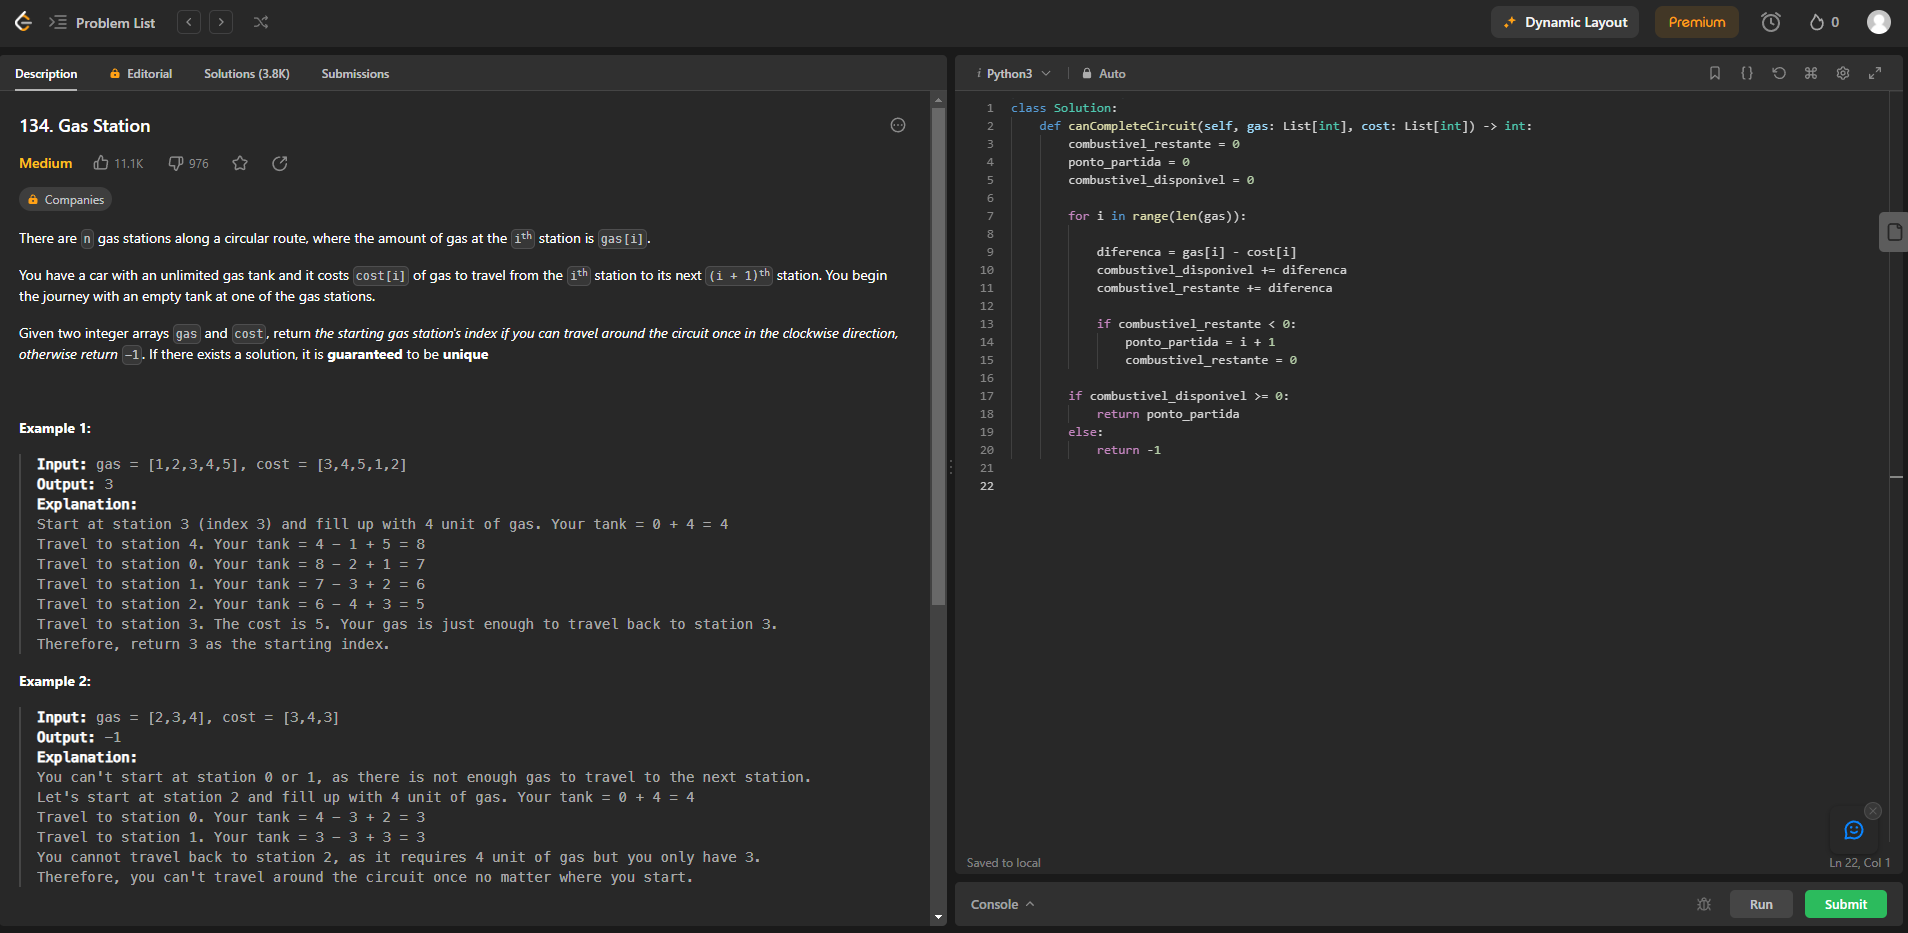 Problem List
Dynamic Layout
Premium
0
Description
Editorial
Solutions (3.8K)
Submissions
134. Gas Station
Medium
11.1K
976
Companies
There are n gas stations along a circular route, where the amount of gas at the ith station is gas[i].
You have a car with an unlimited gas tank and it costs cost[i] of gas to travel from the ith station to its next (i + 1)th station. You begin
the journey with an empty tank at one of the gas stations.
Given two integer arrays gas and cost, return the starting gas station's index if you can travel around the circuit once in the clockwise direction,
otherwise return -1. If there exists a solution, it is guaranteed to be unique
Example 1:
Input: gas = [1,2,3,4,5], cost = [3,4,5,1,2]
Output: 3
Explanation:
Start at station 3 (index 3) and fill up with 4 unit of gas. Your tank = 0 + 4 = 4
Travel to station 4. Your tank = 4 - 1 + 5 = 8
Travel to station 0. Your tank = 8 - 2 + 1 = 7
Travel to station 1. Your tank = 7 - 3 + 2 = 6
Travel to station 2. Your tank = 6 - 4 + 3 = 5
Travel to station 3. The cost is 5. Your gas is just enough to travel back to station 3.
Therefore, return 3 as the starting index.
Example 2:
Input: gas = [2,3,4], cost = [3,4,3]
Output: -1
Explanation:
You can't start at station 0 or 1, as there is not enough gas to travel to the next station.
Let's start at station 2 and fill up with 4 unit of gas. Your tank = 0 + 4 = 4
Travel to station 0. Your tank = 4 - 3 + 2 = 3
Travel to station 1. Your tank = 3 - 3 + 3 = 3
You cannot travel back to station 2, as it requires 4 unit of gas but you only have 3.
Therefore, you can't travel around the circuit once no matter where you start.
i Python3
Auto
1 class Solution:
2     def canCompleteCircuit(self, gas: List[int], cost: List[int]) -> int:
3         combustivel_restante = 0
4         ponto_partida = 0
5         combustivel_disponivel = 0
6
7         for i in range(len(gas)):
8
9             diferenca = gas[i] - cost[i]
10             combustivel_disponivel += diferenca
11             combustivel_restante += diferenca
12
13             if combustivel_restante < 0:
14                 ponto_partida = i + 1
15                 combustivel_restante = 0
16
17         if combustivel_disponivel >= 0:
18             return ponto_partida
19         else:
20             return -1
21
22
Saved to local
Ln 22, Col 1
Console
Run
Submit